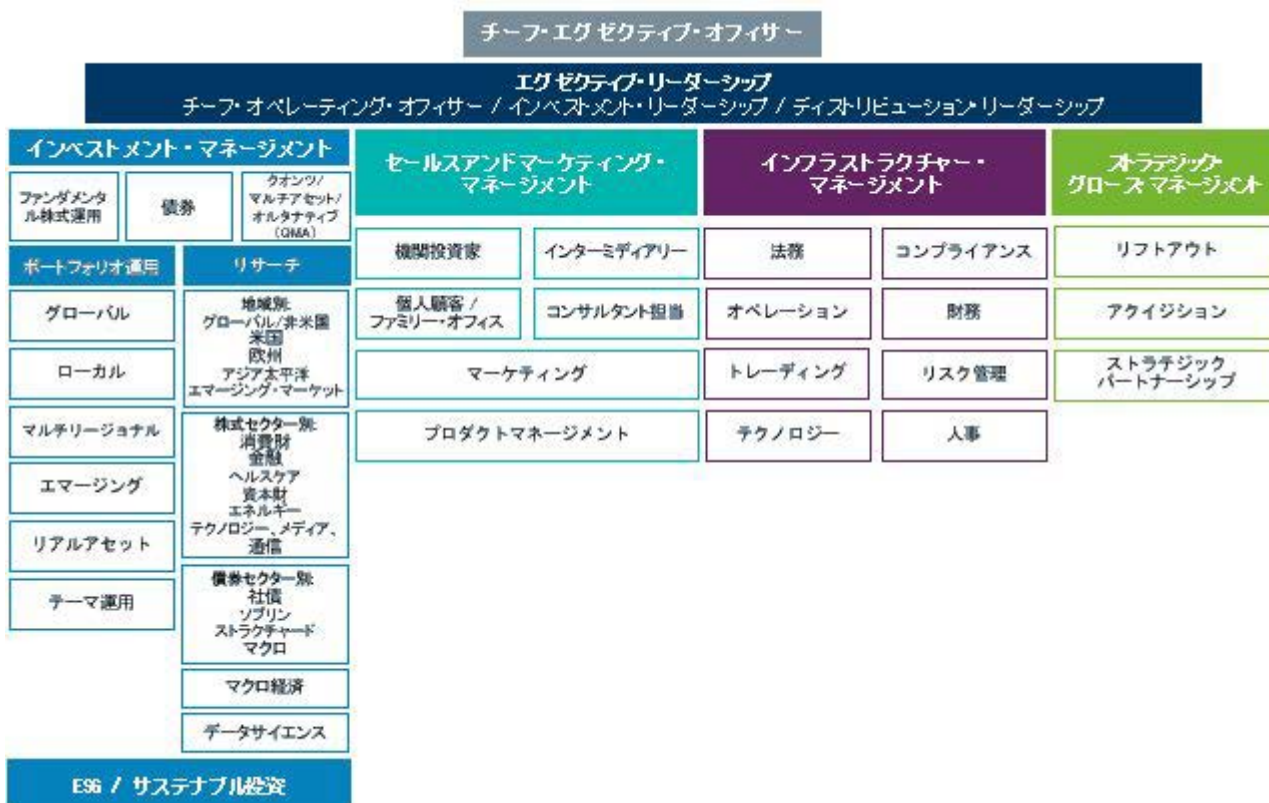 チーフ・エグゼクティブ・オフィサー
エグゼクティブ・リーダーシップ
チーフ・オペレーティング・オフィサー / インベストメント・リーダーシップ / ディストリビューション・リーダーシップ
インベストメント・マネージメント
ファンダメンタ
ル株式運用
債券
クオンツ/
マルチアセット/
オルタナティブ
(QMA)
ポートフォリオ運用
リサーチ
グローバル
ローカル
マルチリージョナル
エマージング
リアルアセット
テーマ運用
地域別:
グローバル/非米国
米国
欧州
アジア太平洋
エマージング・マーケット
株式セクター別:
消費財
金融
ヘルスケア
資本財
エネルギー
テクノロジー、メディア、
通信
債券セクター別:
社債
ソブリン
ストラクチャード
マクロ
マクロ経済
データサイエンス
ESG / サステナブル投資
セールスアンドマーケティング・
マネージメント
機関投資家
インターミディアリー
個人顧客 /
ファミリー・オフィス
コンサルタント担当
マーケティング
プロダクトマネージメント
インフラストラクチャー・
マネージメント
法務
コンプライアンス
オペレーション
財務
トレーディング
リスク管理
テクノロジー
人事
ストラテジック・
グロース・マネージメント
リフトアウト
アクイジション
ストラテジック
パートナーシップ